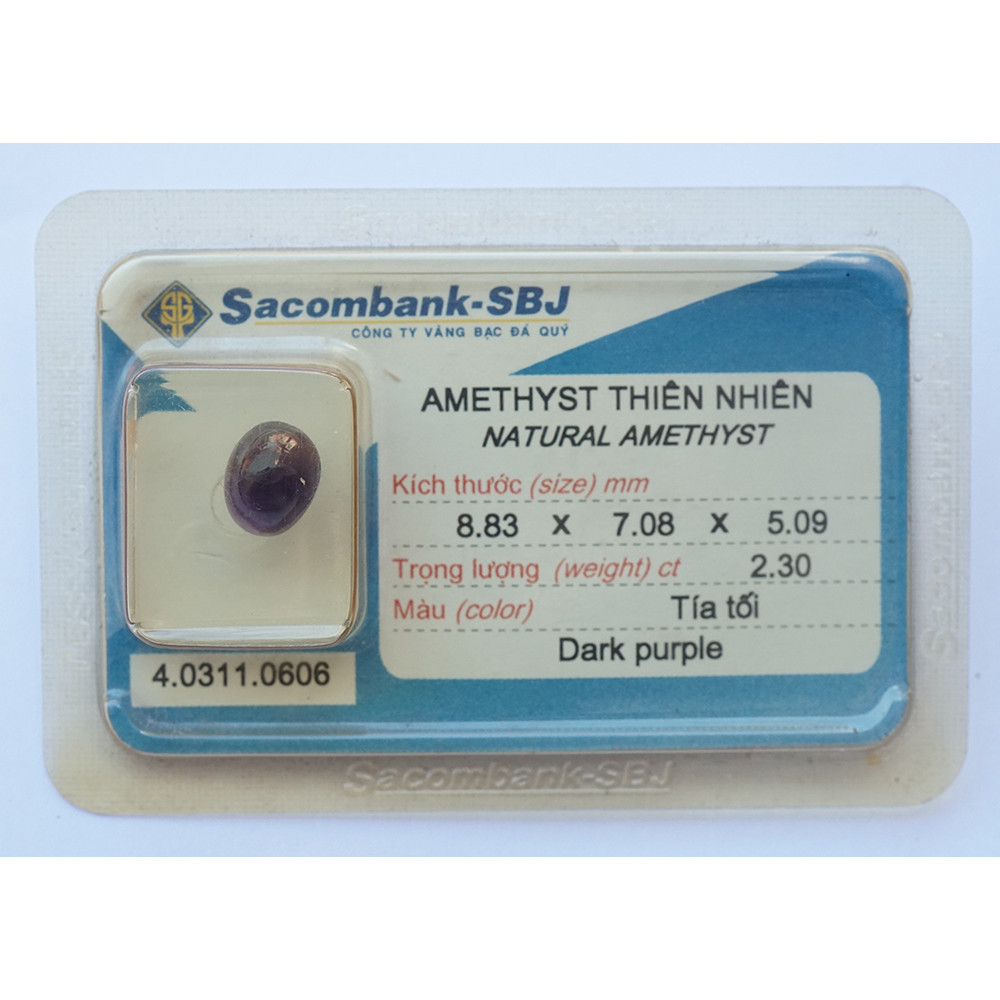 Sacombank-SBJ
CÔNG TY VÀNG BẠC ĐÁ QUÝ
AMETHYST THIÊN NHIÊN
NATURAL AMETHYST
Kích thước (size) mm
8.83 x 7.08 x 5.09
Trọng lượng (weight) ct 2.30
Màu (color) Tía tối
Dark purple
4.0311.0606
Sacombank-SBJ